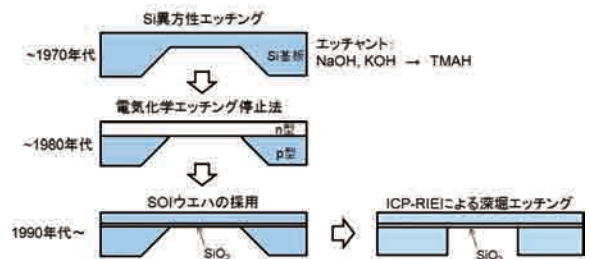 Si異方性エッチング
~1970年代
Si基板
エッチャント:
NaOH, KOH → TMAH
電気化学エッチング停止法
~1980年代
n型
p型
SOIウエハの採用
ICP-RIEによる深堀エッチング
1990年代~
SiO₂